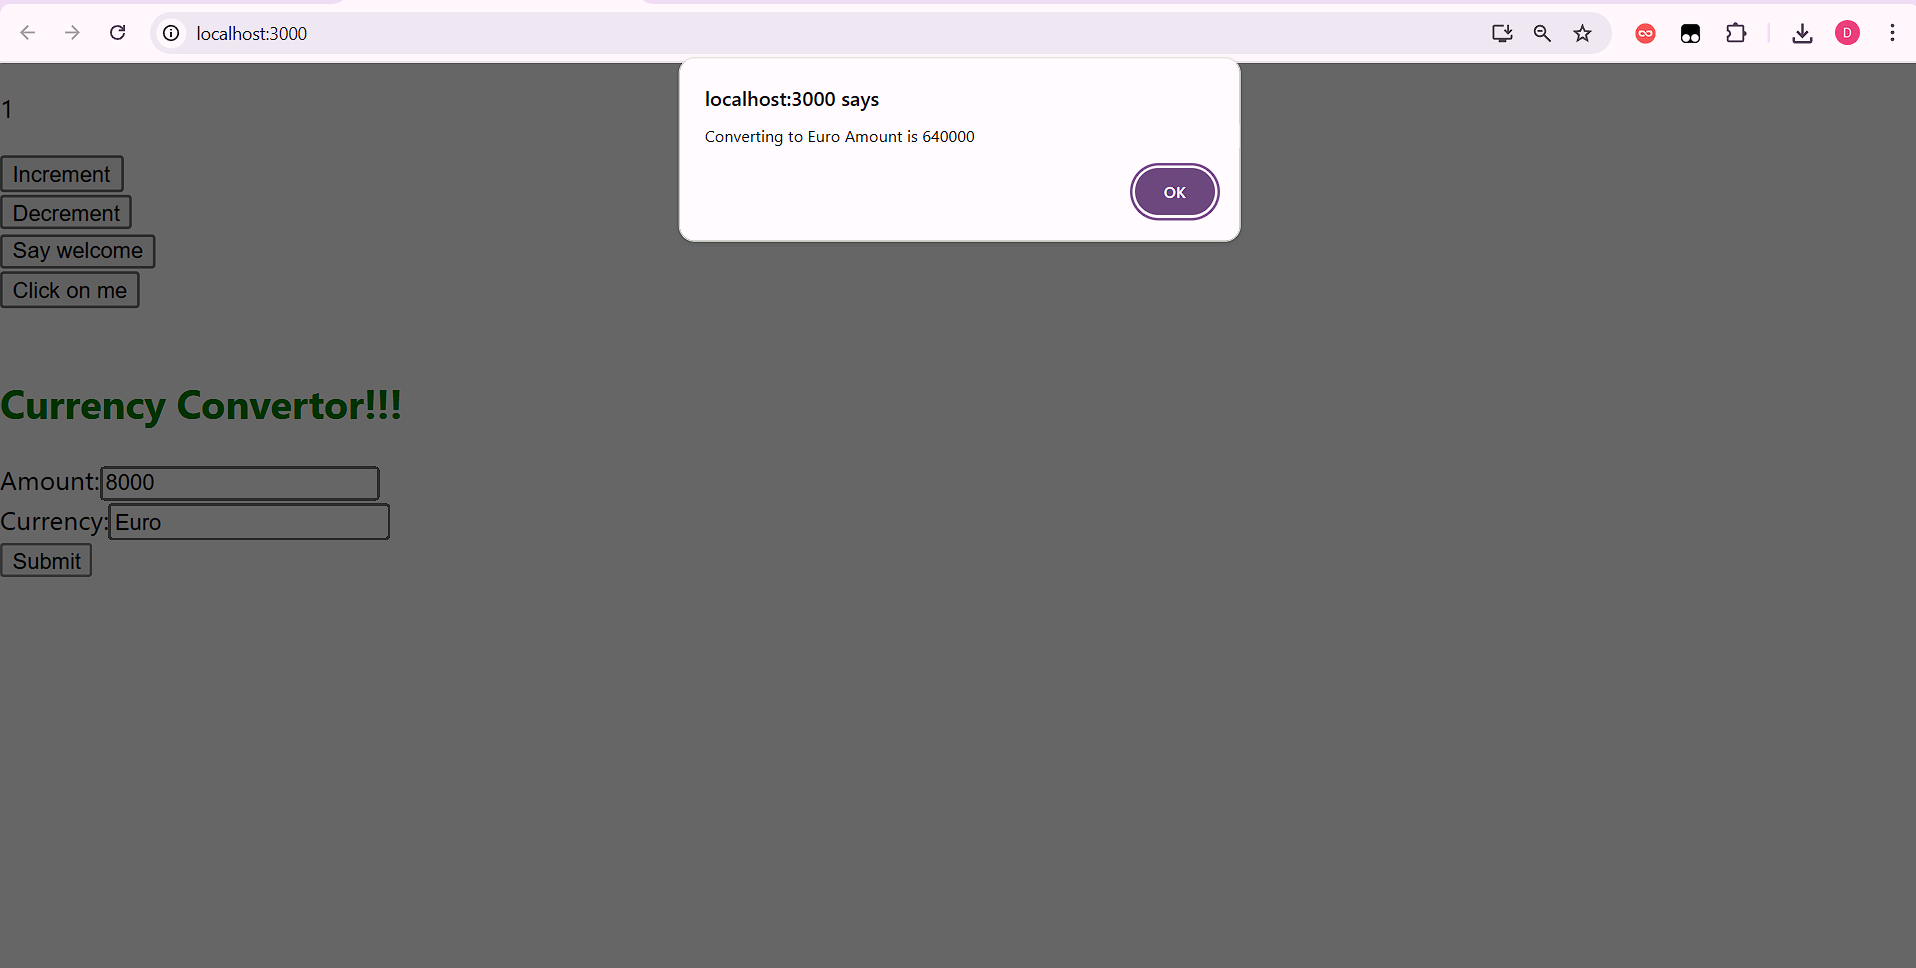 localhost:3000
D
localhost:3000 says
Converting to Euro Amount is 640000
OK
1
Increment
Decrement
Say welcome
Click on me
Currency Convertor!!!
Amount:8000
Currency:Euro
Submit